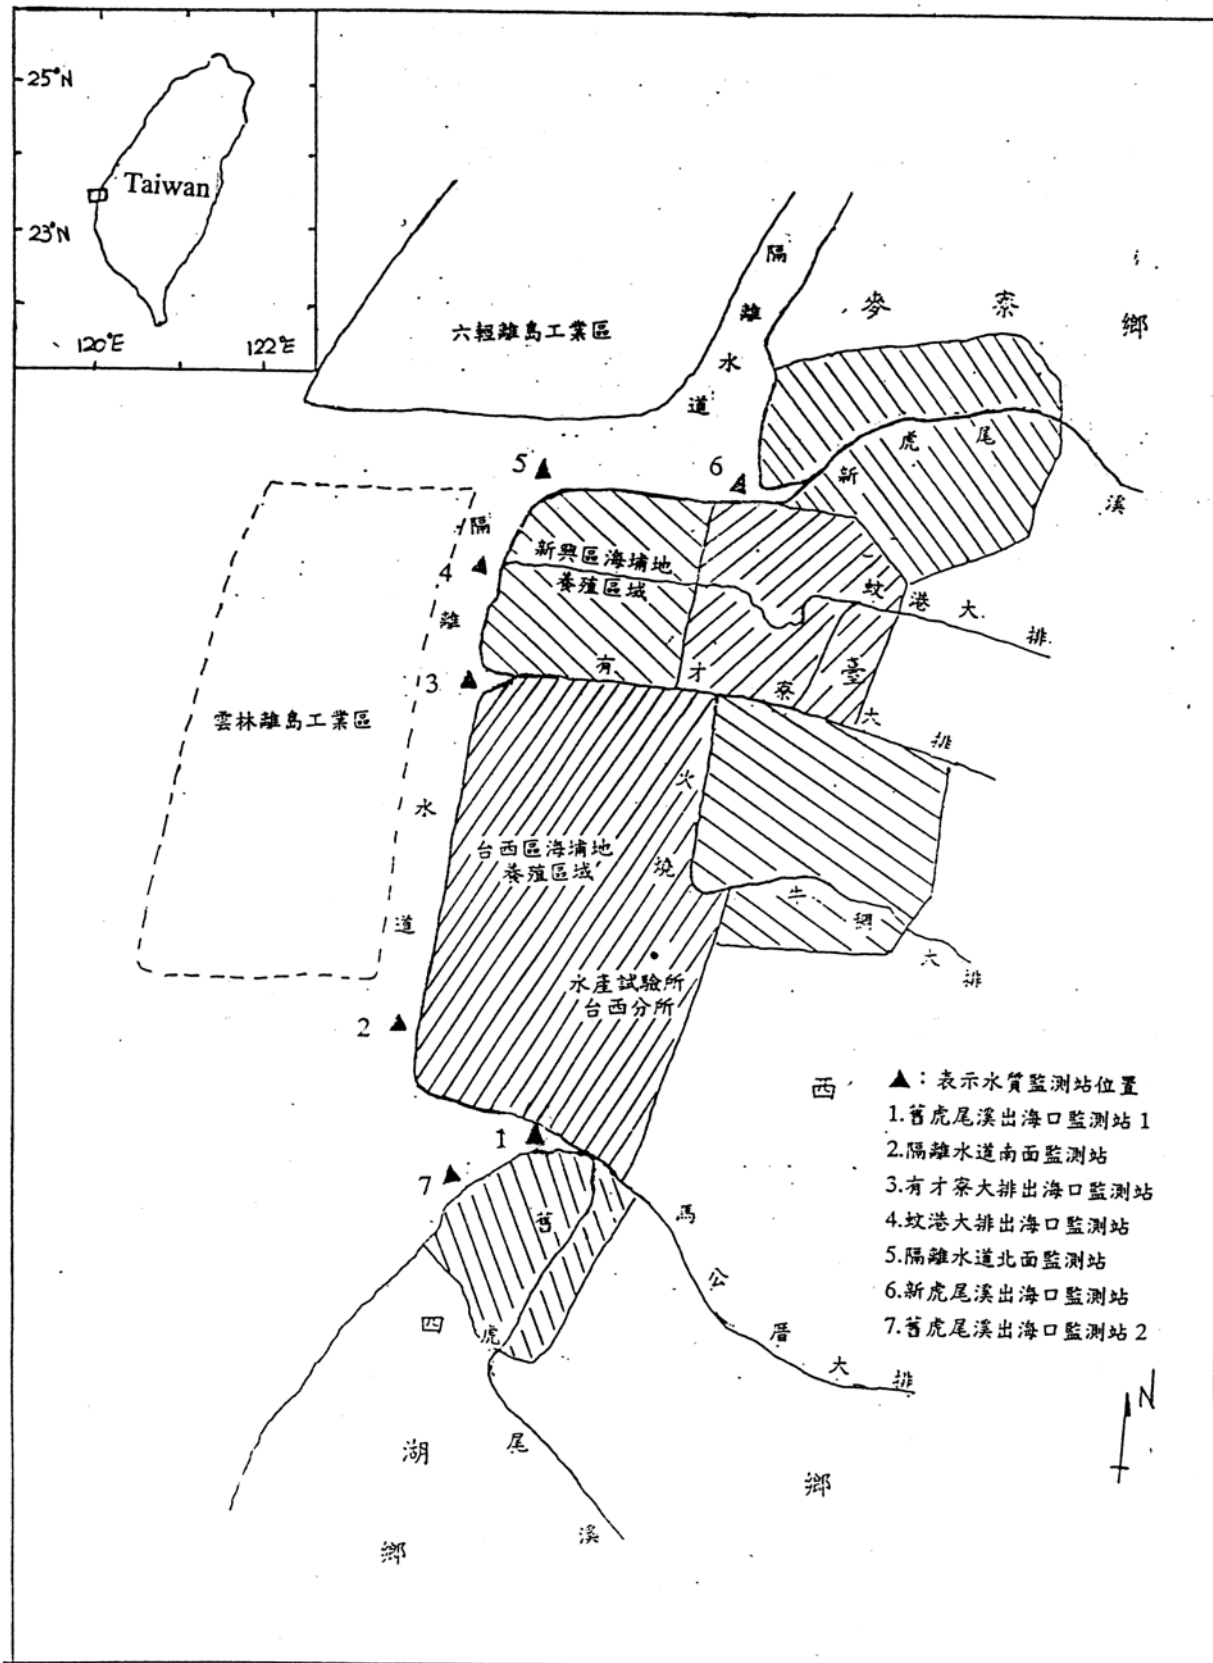 25°N
Taiwan
23°N
120°E
122°E
六輕離島工業區
隔離水道
麥寮鄉
新虎尾溪
5
6
4
3
2
1
7
隔離水道
新興區海埔地
養殖區域
蚊港大排
有才寮大排
臺西鄉
雲林離島工業區
台西區海埔地
養殖區域
火燒牛稠大排
水產試驗所
台西分所
馬公厝大排
舊虎尾溪
四湖鄉
▲：表示水質監測站位置
1.舊虎尾溪出海口監測站 1
2.隔離水道南面監測站
3.有才寮大排出海口監測站
4.蚊港大排出海口監測站
5.隔離水道北面監測站
6.新虎尾溪出海口監測站
7.舊虎尾溪出海口監測站 2
N